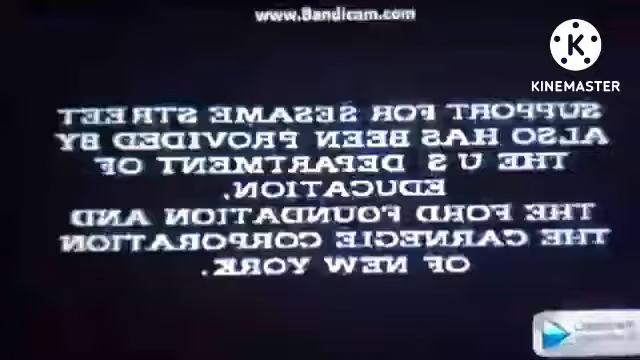 www.Bandicam.com
KINEMASTER
SUPPORT FOR SESAME STREET
ALSO HAS BEEN PROVIDED BY
THE U S DEPARTMENT OF
EDUCATION,
THE FORD FOUNDATION AND
THE CARNEGIE CORPORATION
OF NEW YORK.